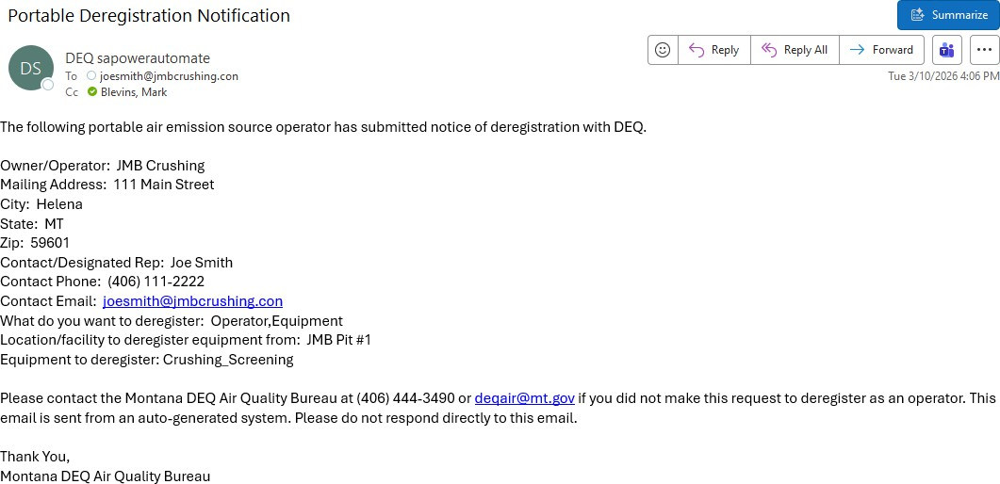 Portable Deregistration Notification
Summarize
DS
DEQ sapowerautomate
Reply
Reply All
Forward
To joesmith@jmbcrushing.con
Tue 3/10/2026 4:06 PM
Cc Blevins, Mark
The following portable air emission source operator has submitted notice of deregistration with DEQ.
Owner/Operator: JMB Crushing
Mailing Address: 111 Main Street
City: Helena
State: MT
Zip: 59601
Contact/Designated Rep: Joe Smith
Contact Phone: (406) 111-2222
Contact Email: joesmith@jmbcrushing.con
What do you want to deregister: Operator,Equipment
Location/facility to deregister equipment from: JMB Pit #1
Equipment to deregister: Crushing_Screening
Please contact the Montana DEQ Air Quality Bureau at (406) 444-3490 or deqair@mt.gov if you did not make this request to deregister as an operator. This
email is sent from an auto-generated system. Please do not respond directly to this email.
Thank You,
Montana DEQ Air Quality Bureau